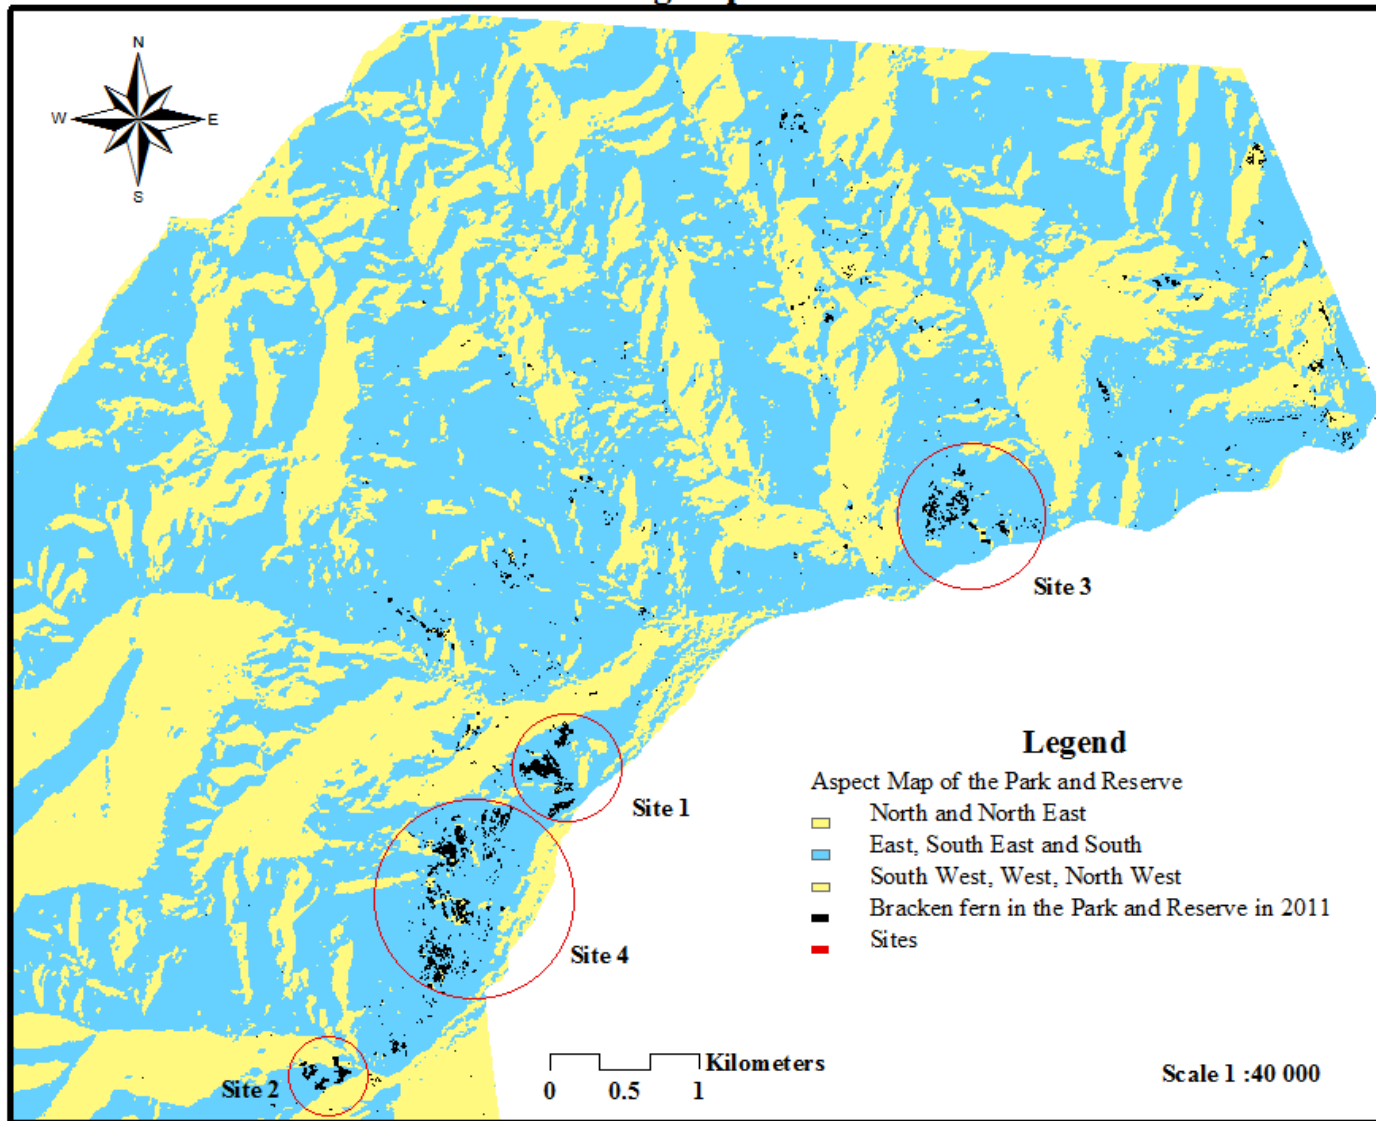 N
W E
S
Site 3
Legend
Aspect Map of the Park and Reserve
North and North East
East, South East and South
South West, West, North West
Bracken fern in the Park and Reserve in 2011
Sites
Site 1
Site 4
Site 2
Kilometers
0 0.5 1
Scale 1 :40 000